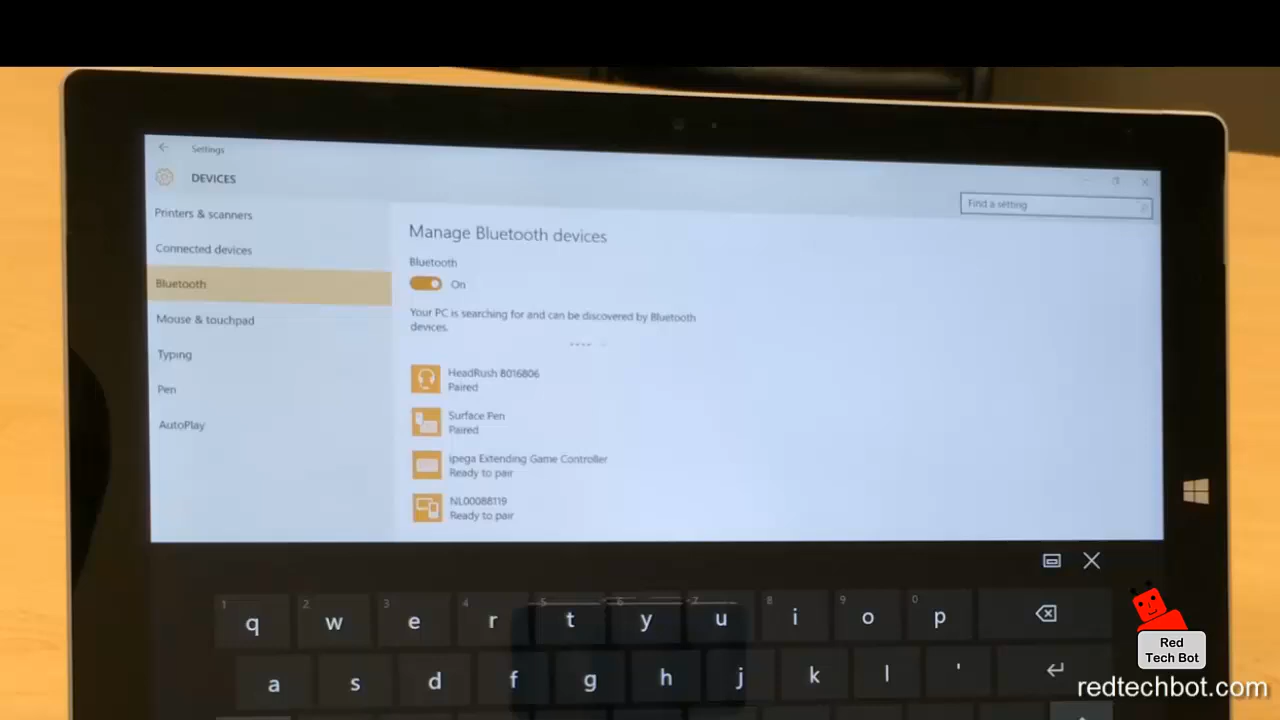 Settings
DEVICES
Find a setting
Printers & scanners
Connected devices
Bluetooth
Mouse & touchpad
Typing
Pen
AutoPlay
Manage Bluetooth devices
Bluetooth
On
Your PC is searching for and can be discovered by Bluetooth
devices.
HeadRush 8016806
Paired
Surface Pen
Paired
ipega Extending Game Controller
Ready to pair
NL00088119
Ready to pair
1 2 3 4 5 6 7 8 9 0
q w e r t y u i o p
a s d f g h j k l '
Red
Tech Bot
redtechbot.com